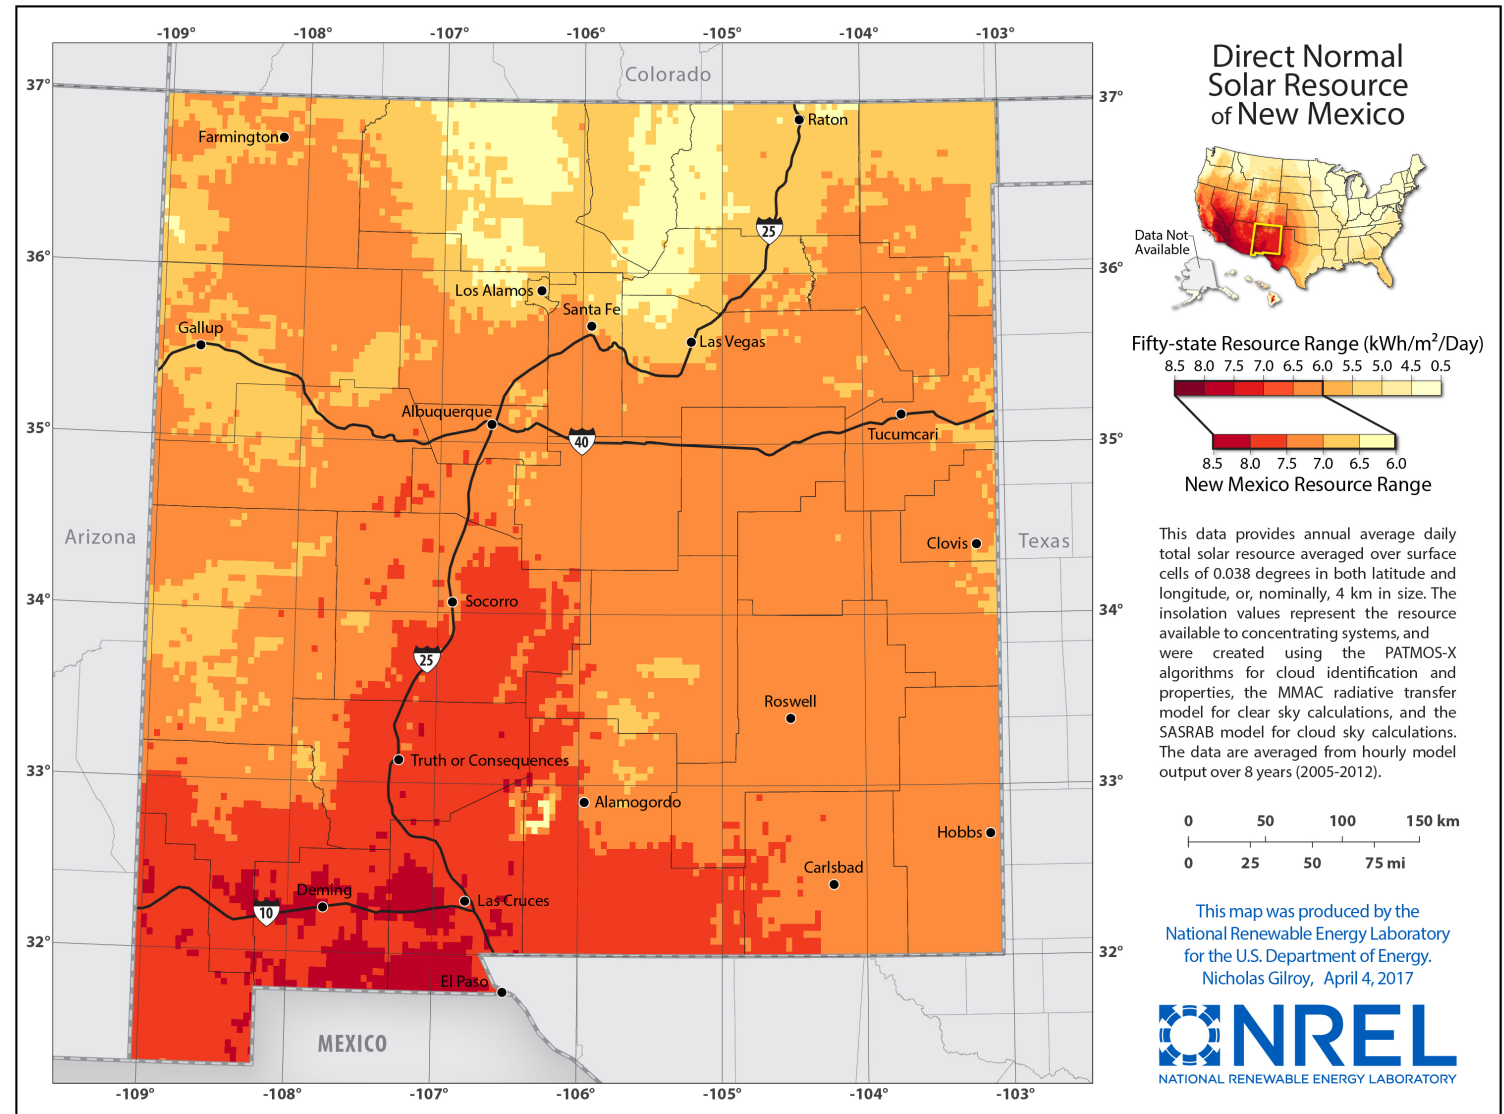 -109°
-108°
-107°
-106°
-105°
-104°
-103°
Direct Normal
Solar Resource
of New Mexico
Colorado
37°
37°
Raton
Farmington
25
Data Not
Available
36°
36°
Los Alamos
Santa Fe
Gallup
Las Vegas
Fifty-state Resource Range (kWh/m²/Day)
8.5 8.0 7.5 7.0 6.5 6.0 5.5 5.0 4.5 0.5
Albuquerque
35°
40
Tucumcari
35°
8.5 8.0 7.5 7.0 6.5 6.0
New Mexico Resource Range
Arizona
Clovis
Texas
This data provides annual average daily
total solar resource averaged over surface
cells of 0.038 degrees in both latitude and
longitude, or, nominally, 4 km in size. The
insolation values represent the resource
available to concentrating systems, and
were created using the PATMOS-X
algorithms for cloud identification and
properties, the MMAC radiative transfer
model for clear sky calculations, and the
SASRAB model for cloud sky calculations.
The data are averaged from hourly model
output over 8 years (2005-2012).
34°
34°
Socorro
25
Roswell
Truth or Consequences
33°
33°
Alamogordo
Hobbs
0 50 100 150 km
0 25 50 75 mi
Carlsbad
Deming
Las Cruces
10
32°
32°
El Paso
This map was produced by the
National Renewable Energy Laboratory
for the U.S. Department of Energy.
Nicholas Gilroy, April 4, 2017
MEXICO
NREL
NATIONAL RENEWABLE ENERGY LABORATORY
-109°
-108°
-107°
-106°
-105°
-104°
-103°